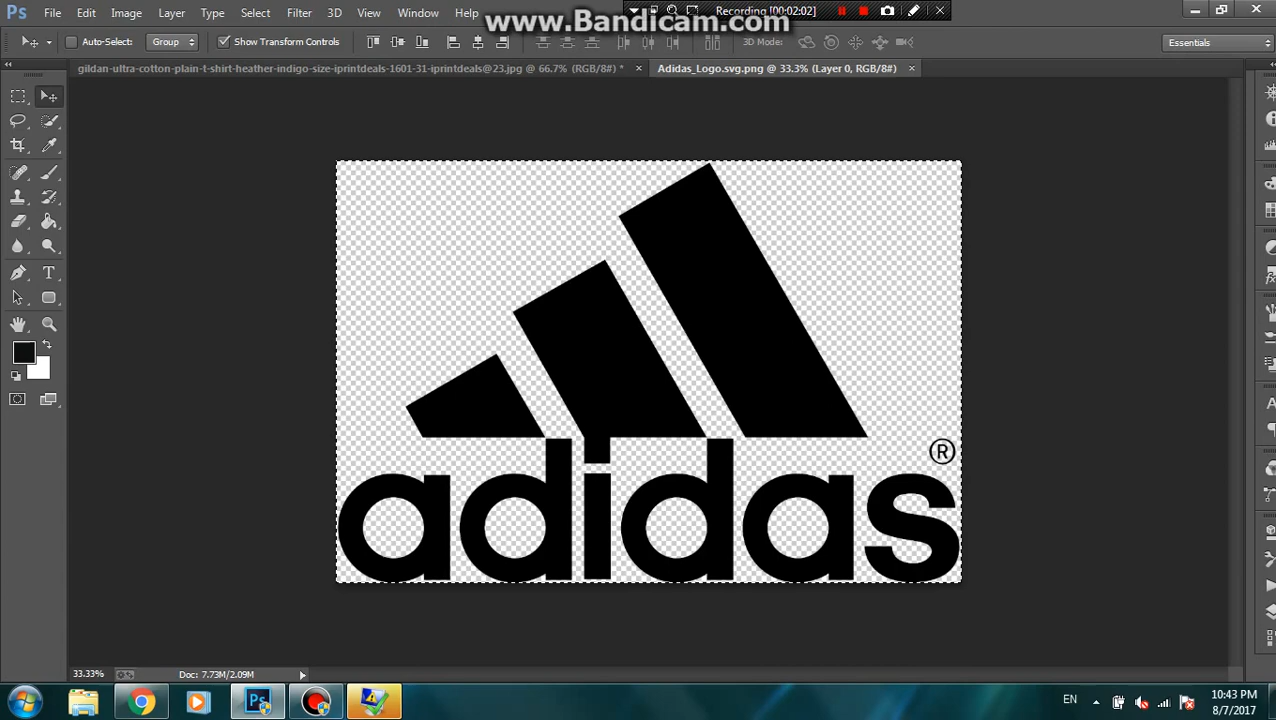 Ps File Edit Image Layer Type Select Filter 3D View Window Help
Recording [00:02:02]
www.Bandicam.com
Auto-Select: Group Show Transform Controls 3D Mode: Essentials
gildan-ultra-cotton-plain-t-shirt-heather-indigo-size-iprintdeals-1601-31-iprintdeals@23.jpg @ 66.7% (RGB/8#) * × Adidas_Logo.svg.png @ 33.3% (Layer 0, RGB/8#) ×
®
adidas
33.33% Doc: 7.73M/2.09M
Ps EN 10:43 PM
8/7/2017